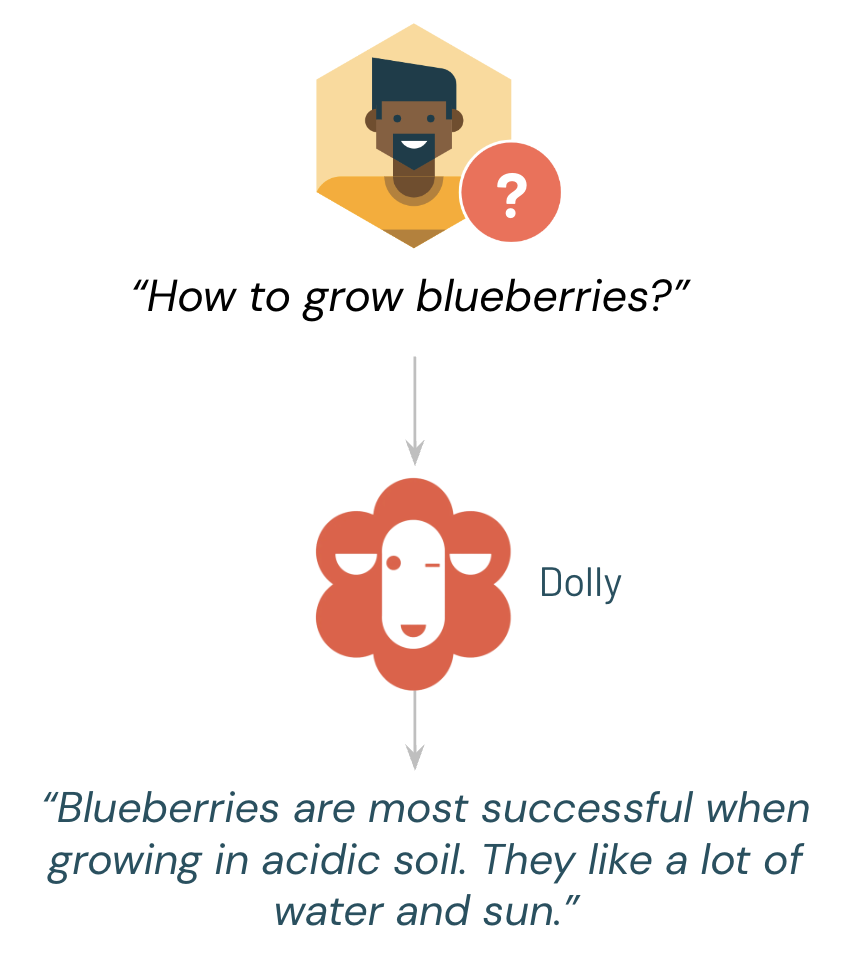 ?
“How to grow blueberries?”
Dolly
“Blueberries are most successful when
growing in acidic soil. They like a lot of
water and sun.”